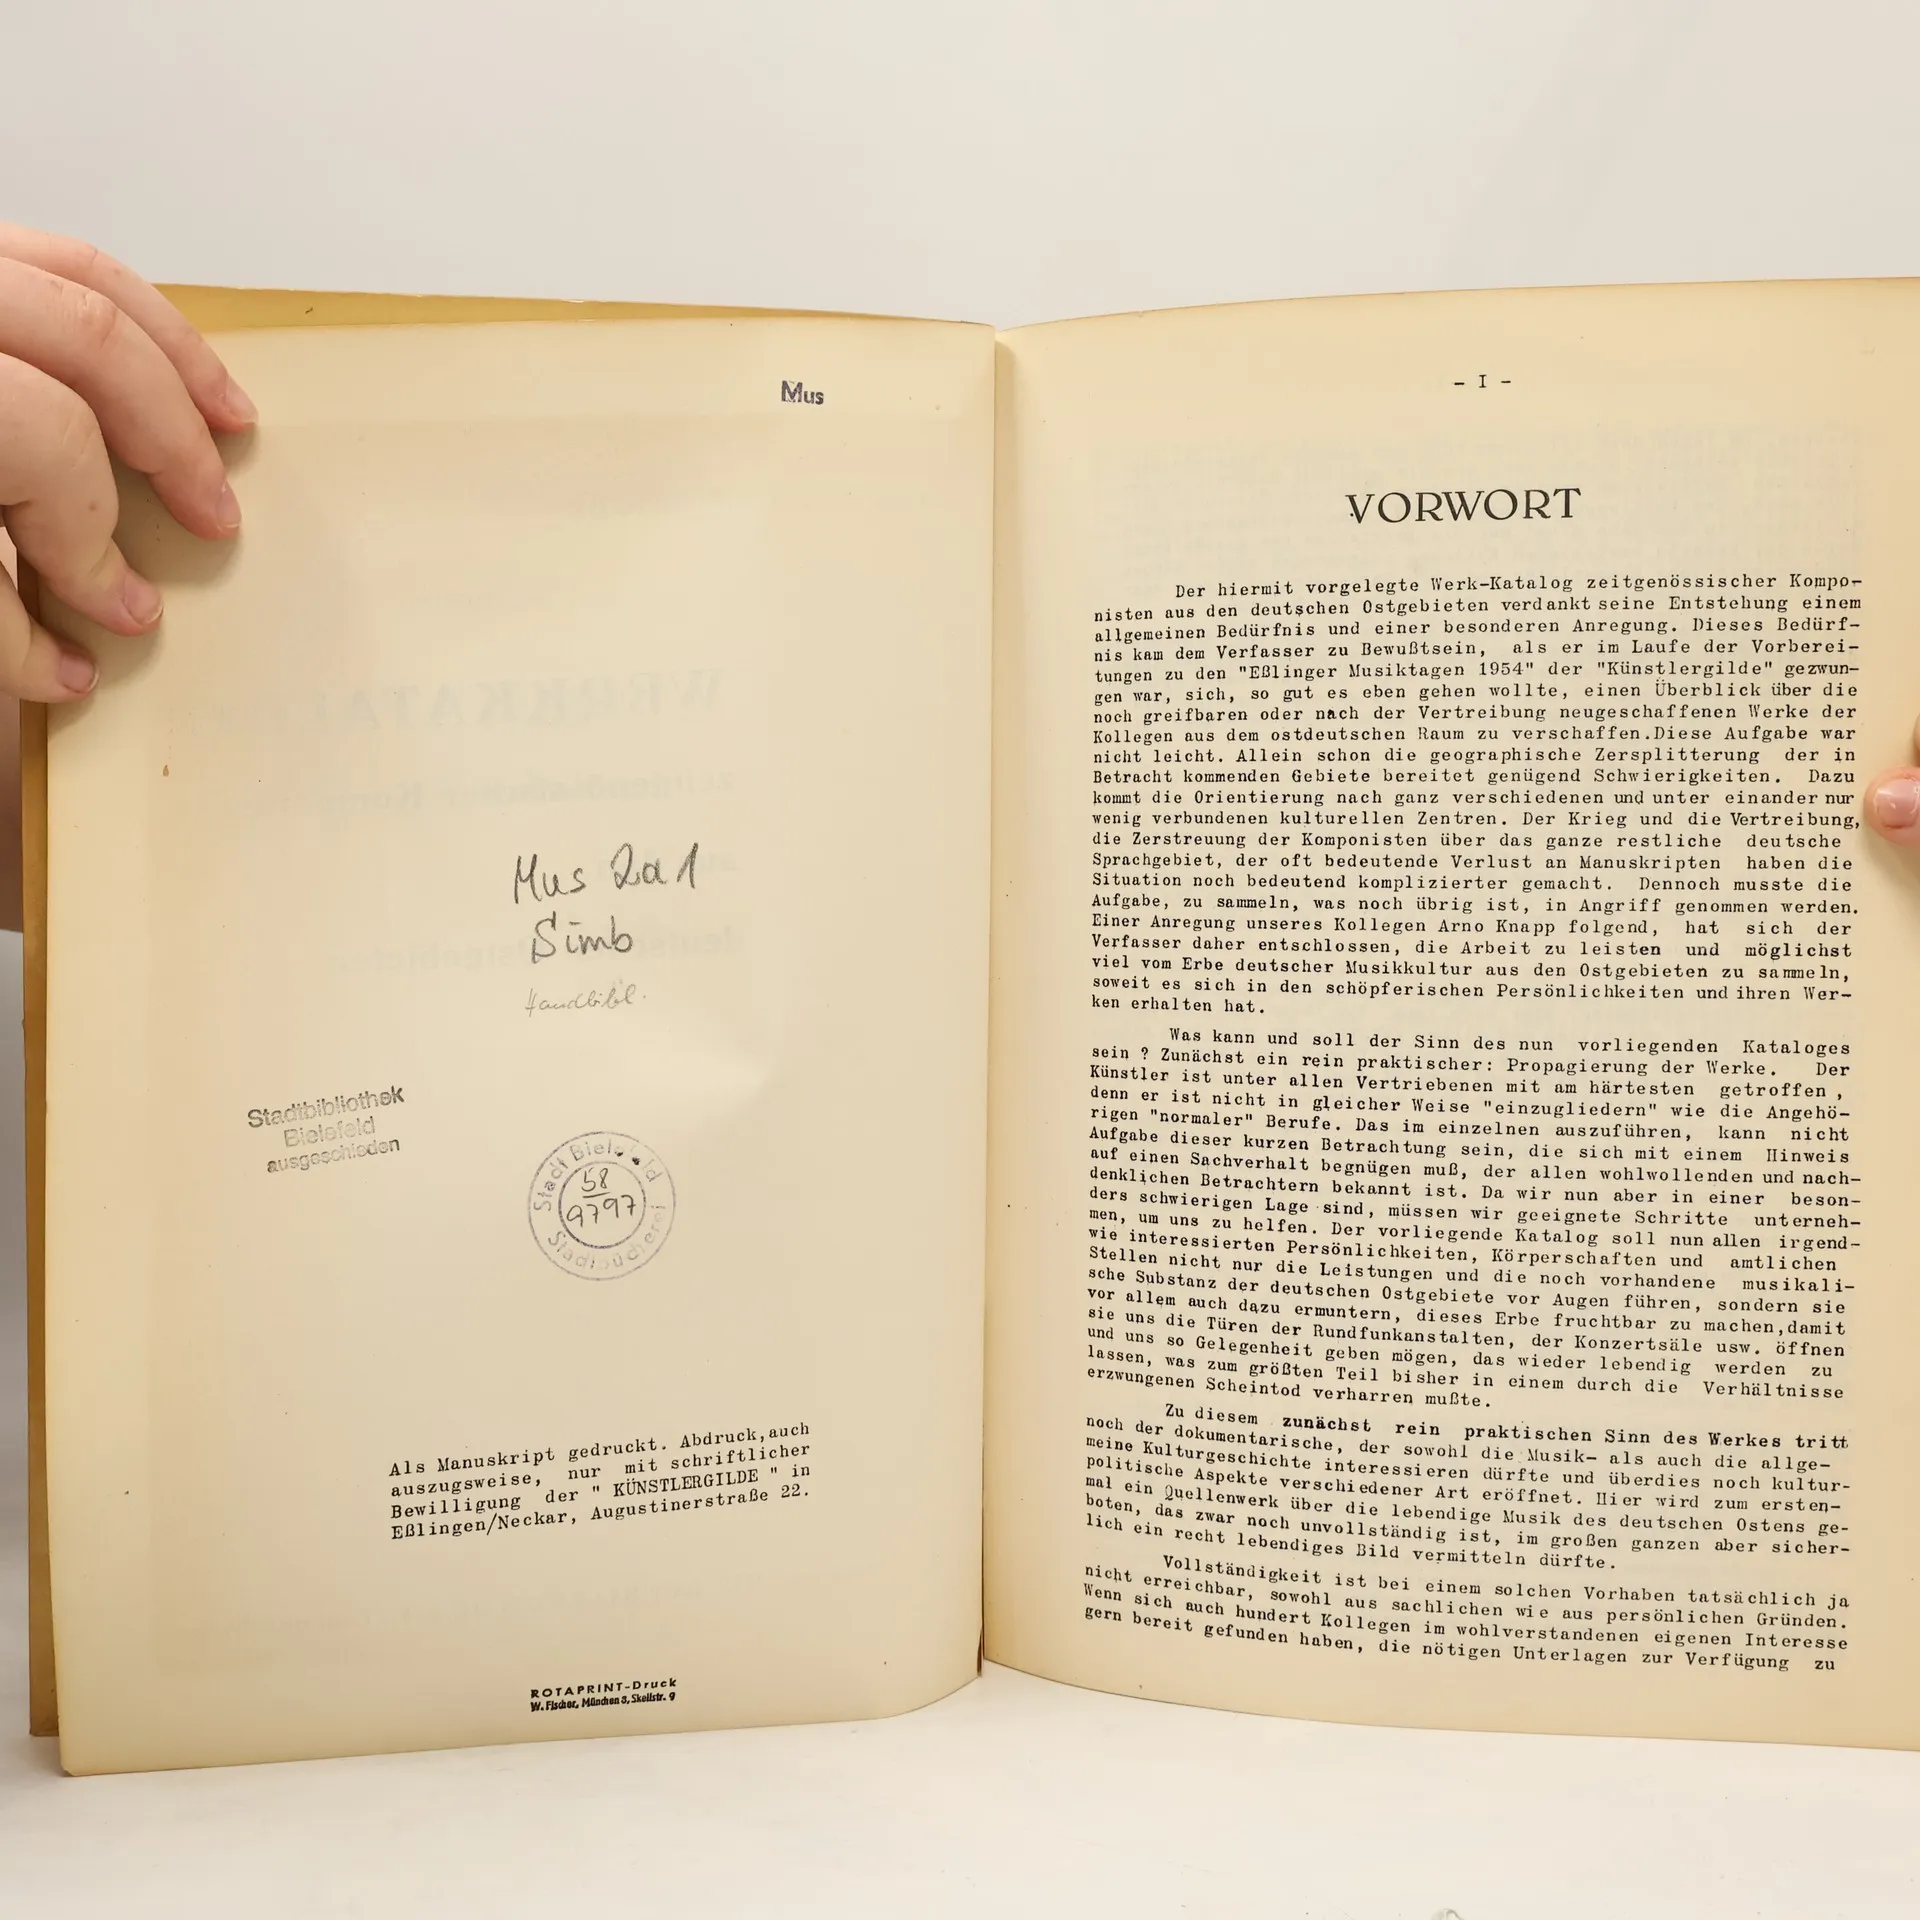 Mus
Mus 2a1
Simb
Handbibl.
Stadtbibliothek
Bielefeld
ausgeschieden
Stadt Bielefeld
58
9797
Stadtbücherei
Als Manuskript gedruckt. Abdruck,auch
auszugsweise, nur mit schriftlicher
Bewilligung der " KÜNSTLERGILDE " in
Eßlingen/Neckar, Augustinerstraße 22.
ROTAPRINT-Druck
W. Fischer, München 8, Skellstr. 9
- I -
VORWORT
Der hiermit vorgelegte Werk-Katalog zeitgenössischer Kompo-
nisten aus den deutschen Ostgebieten verdankt seine Entstehung einem
allgemeinen Bedürfnis und einer besonderen Anregung. Dieses Bedürf-
nis kam dem Verfasser zu Bewußtsein, als er im Laufe der Vorberei-
tungen zu den "Eßlinger Musiktagen 1954" der "Künstlergilde" gezwun-
gen war, sich, so gut es eben gehen wollte, einen Überblick über die
noch greifbaren oder nach der Vertreibung neugeschaffenen Werke der
Kollegen aus dem ostdeutschen Raum zu verschaffen.Diese Aufgabe war
nicht leicht. Allein schon die geographische Zersplitterung der in
Betracht kommenden Gebiete bereitet genügend Schwierigkeiten. Dazu
kommt die Orientierung nach ganz verschiedenen und unter einander nur
wenig verbundenen kulturellen Zentren. Der Krieg und die Vertreibung,
die Zerstreuung der Komponisten über das ganze restliche deutsche
Sprachgebiet, der oft bedeutende Verlust an Manuskripten haben die
Situation noch bedeutend komplizierter gemacht. Dennoch musste die
Aufgabe, zu sammeln, was noch übrig ist, in Angriff genommen werden.
Einer Anregung unseres Kollegen Arno Knapp folgend, hat sich der
Verfasser daher entschlossen, die Arbeit zu leisten und möglichst
viel vom Erbe deutscher Musikkultur aus den Ostgebieten zu sammeln,
soweit es sich in den schöpferischen Persönlichkeiten und ihren Wer-
ken erhalten hat.
Was kann und soll der Sinn des nun vorliegenden Kataloges
sein ? Zunächst ein rein praktischer: Propagierung der Werke. Der
Künstler ist unter allen Vertriebenen mit am härtesten getroffen ,
denn er ist nicht in gleicher Weise "einzugliedern" wie die Angehö-
rigen "normaler" Berufe. Das im einzelnen auszuführen, kann nicht
Aufgabe dieser kurzen Betrachtung sein, die sich mit einem Hinweis
auf einen Sachverhalt begnügen muß, der allen wohlwollenden und nach-
denklichen Betrachtern bekannt ist. Da wir nun aber in einer beson-
ders schwierigen Lage sind, müssen wir geeignete Schritte unterneh-
men, um uns zu helfen. Der vorliegende Katalog soll nun allen irgend-
wie interessierten Persönlichkeiten, Körperschaften und amtlichen
Stellen nicht nur die Leistungen und die noch vorhandene musikali-
sche Substanz der deutschen Ostgebiete vor Augen führen, sondern sie
vor allem auch dazu ermuntern, dieses Erbe fruchtbar zu machen,damit
sie uns die Türen der Rundfunkanstalten, der Konzertsäle usw. öffnen
und uns so Gelegenheit geben mögen, das wieder lebendig werden zu
lassen, was zum größten Teil bisher in einem durch die Verhältnisse
erzwungenen Scheintod verharren mußte.
Zu diesem zunächst rein praktischen Sinn des Werkes tritt
noch der dokumentarische, der sowohl die Musik- als auch die allge-
meine Kulturgeschichte interessieren dürfte und überdies noch kultur-
politische Aspekte verschiedener Art eröffnet. Hier wird zum ersten-
mal ein Quellenwerk über die lebendige Musik des deutschen Ostens ge-
boten, das zwar noch unvollständig ist, im großen ganzen aber sicher-
lich ein recht lebendiges Bild vermitteln dürfte.
Vollständigkeit ist bei einem solchen Vorhaben tatsächlich ja
nicht erreichbar, sowohl aus sachlichen wie aus persönlichen Gründen.
Wenn sich auch hundert Kollegen im wohlverstandenen eigenen Interesse
gern bereit gefunden haben, die nötigen Unterlagen zur Verfügung zu